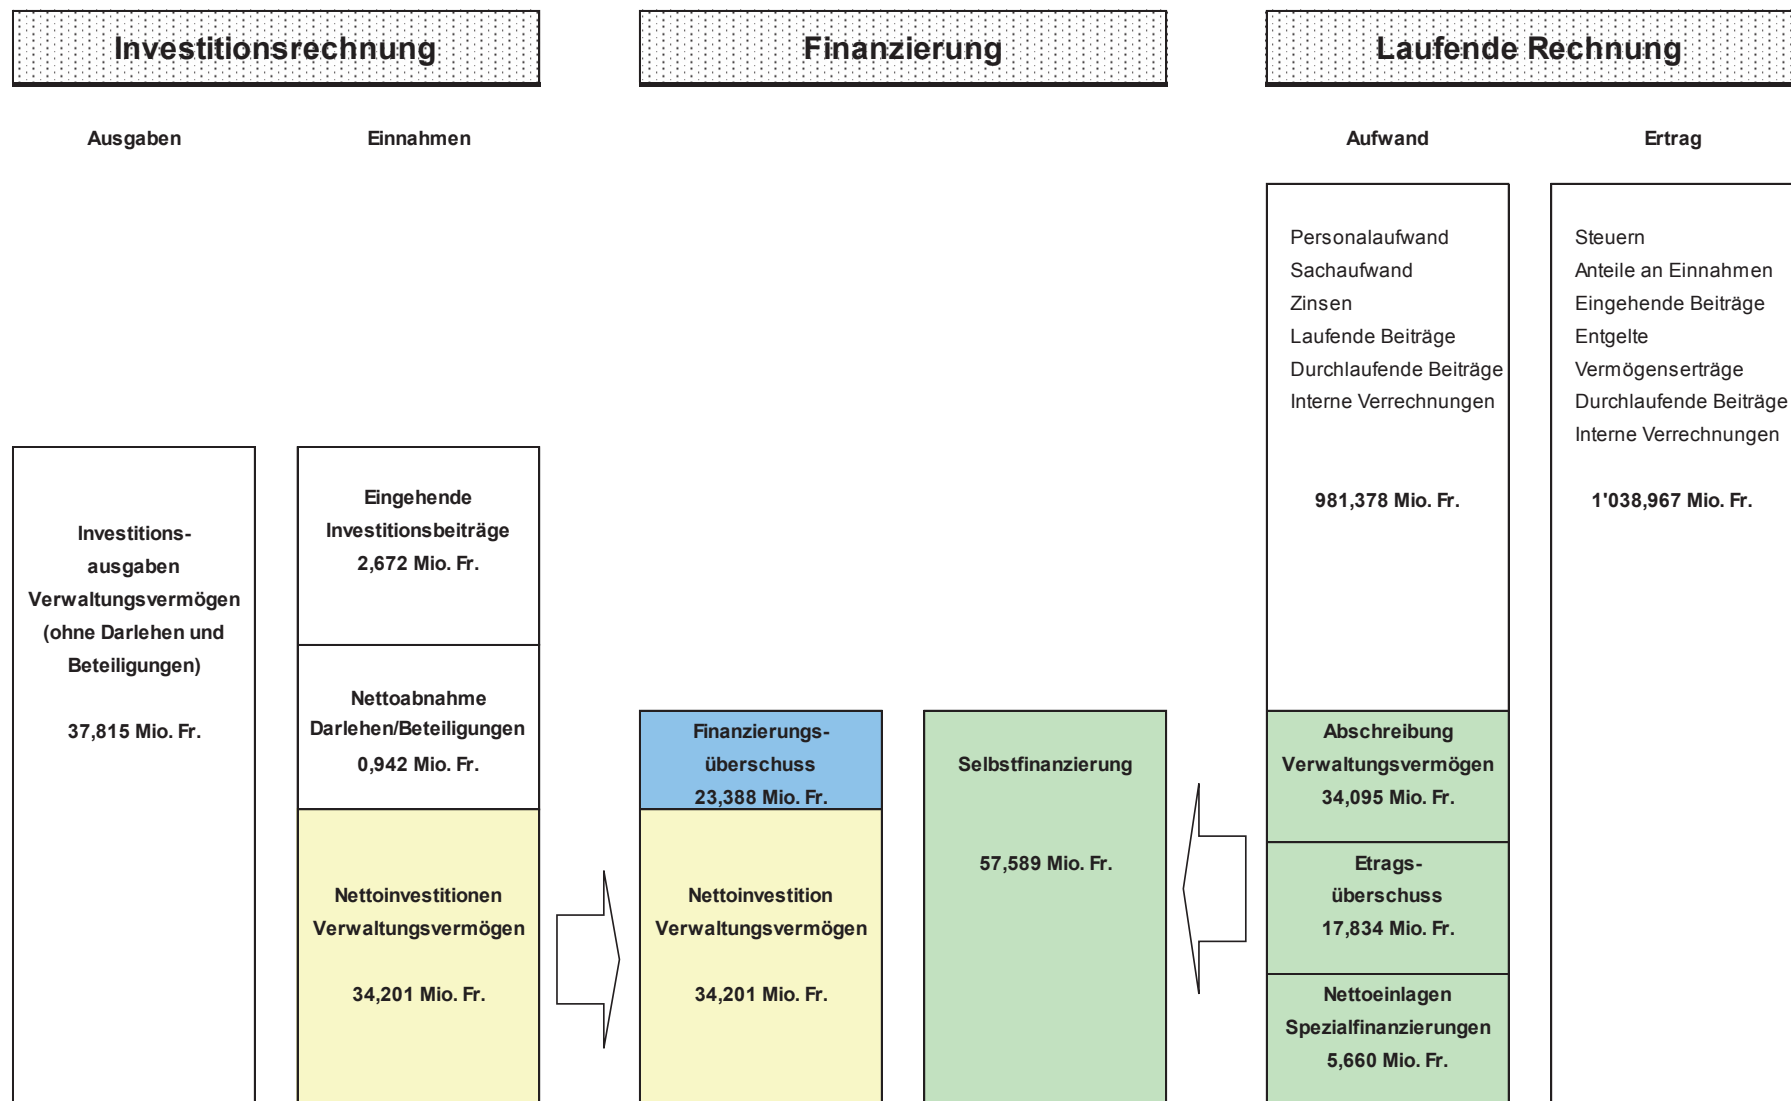 Investitionsrechnung
Finanzierung
Laufende Rechnung
Ausgaben
Einnahmen
Aufwand
Ertrag
Investitions-
ausgaben
Verwaltungsvermögen
(ohne Darlehen und
Beteiligungen)
37,815 Mio. Fr.
Eingehende
Investitionsbeiträge
2,672 Mio. Fr.
Nettoabnahme
Darlehen/Beteiligungen
0,942 Mio. Fr.
Nettoinvestitionen
Verwaltungsvermögen
34,201 Mio. Fr.
Finanzierungs-
überschuss
23,388 Mio. Fr.
Nettoinvestition
Verwaltungsvermögen
34,201 Mio. Fr.
Selbstfinanzierung
57,589 Mio. Fr.
Personalaufwand
Sachaufwand
Zinsen
Laufende Beiträge
Durchlaufende Beiträge
Interne Verrechnungen
981,378 Mio. Fr.
Abschreibung
Verwaltungsvermögen
34,095 Mio. Fr.
Etrags-
überschuss
17,834 Mio. Fr.
Nettoeinlagen
Spezialfinanzierungen
5,660 Mio. Fr.
Steuern
Anteile an Einnahmen
Eingehende Beiträge
Entgelte
Vermögenserträge
Durchlaufende Beiträge
Interne Verrechnungen
1'038,967 Mio. Fr.